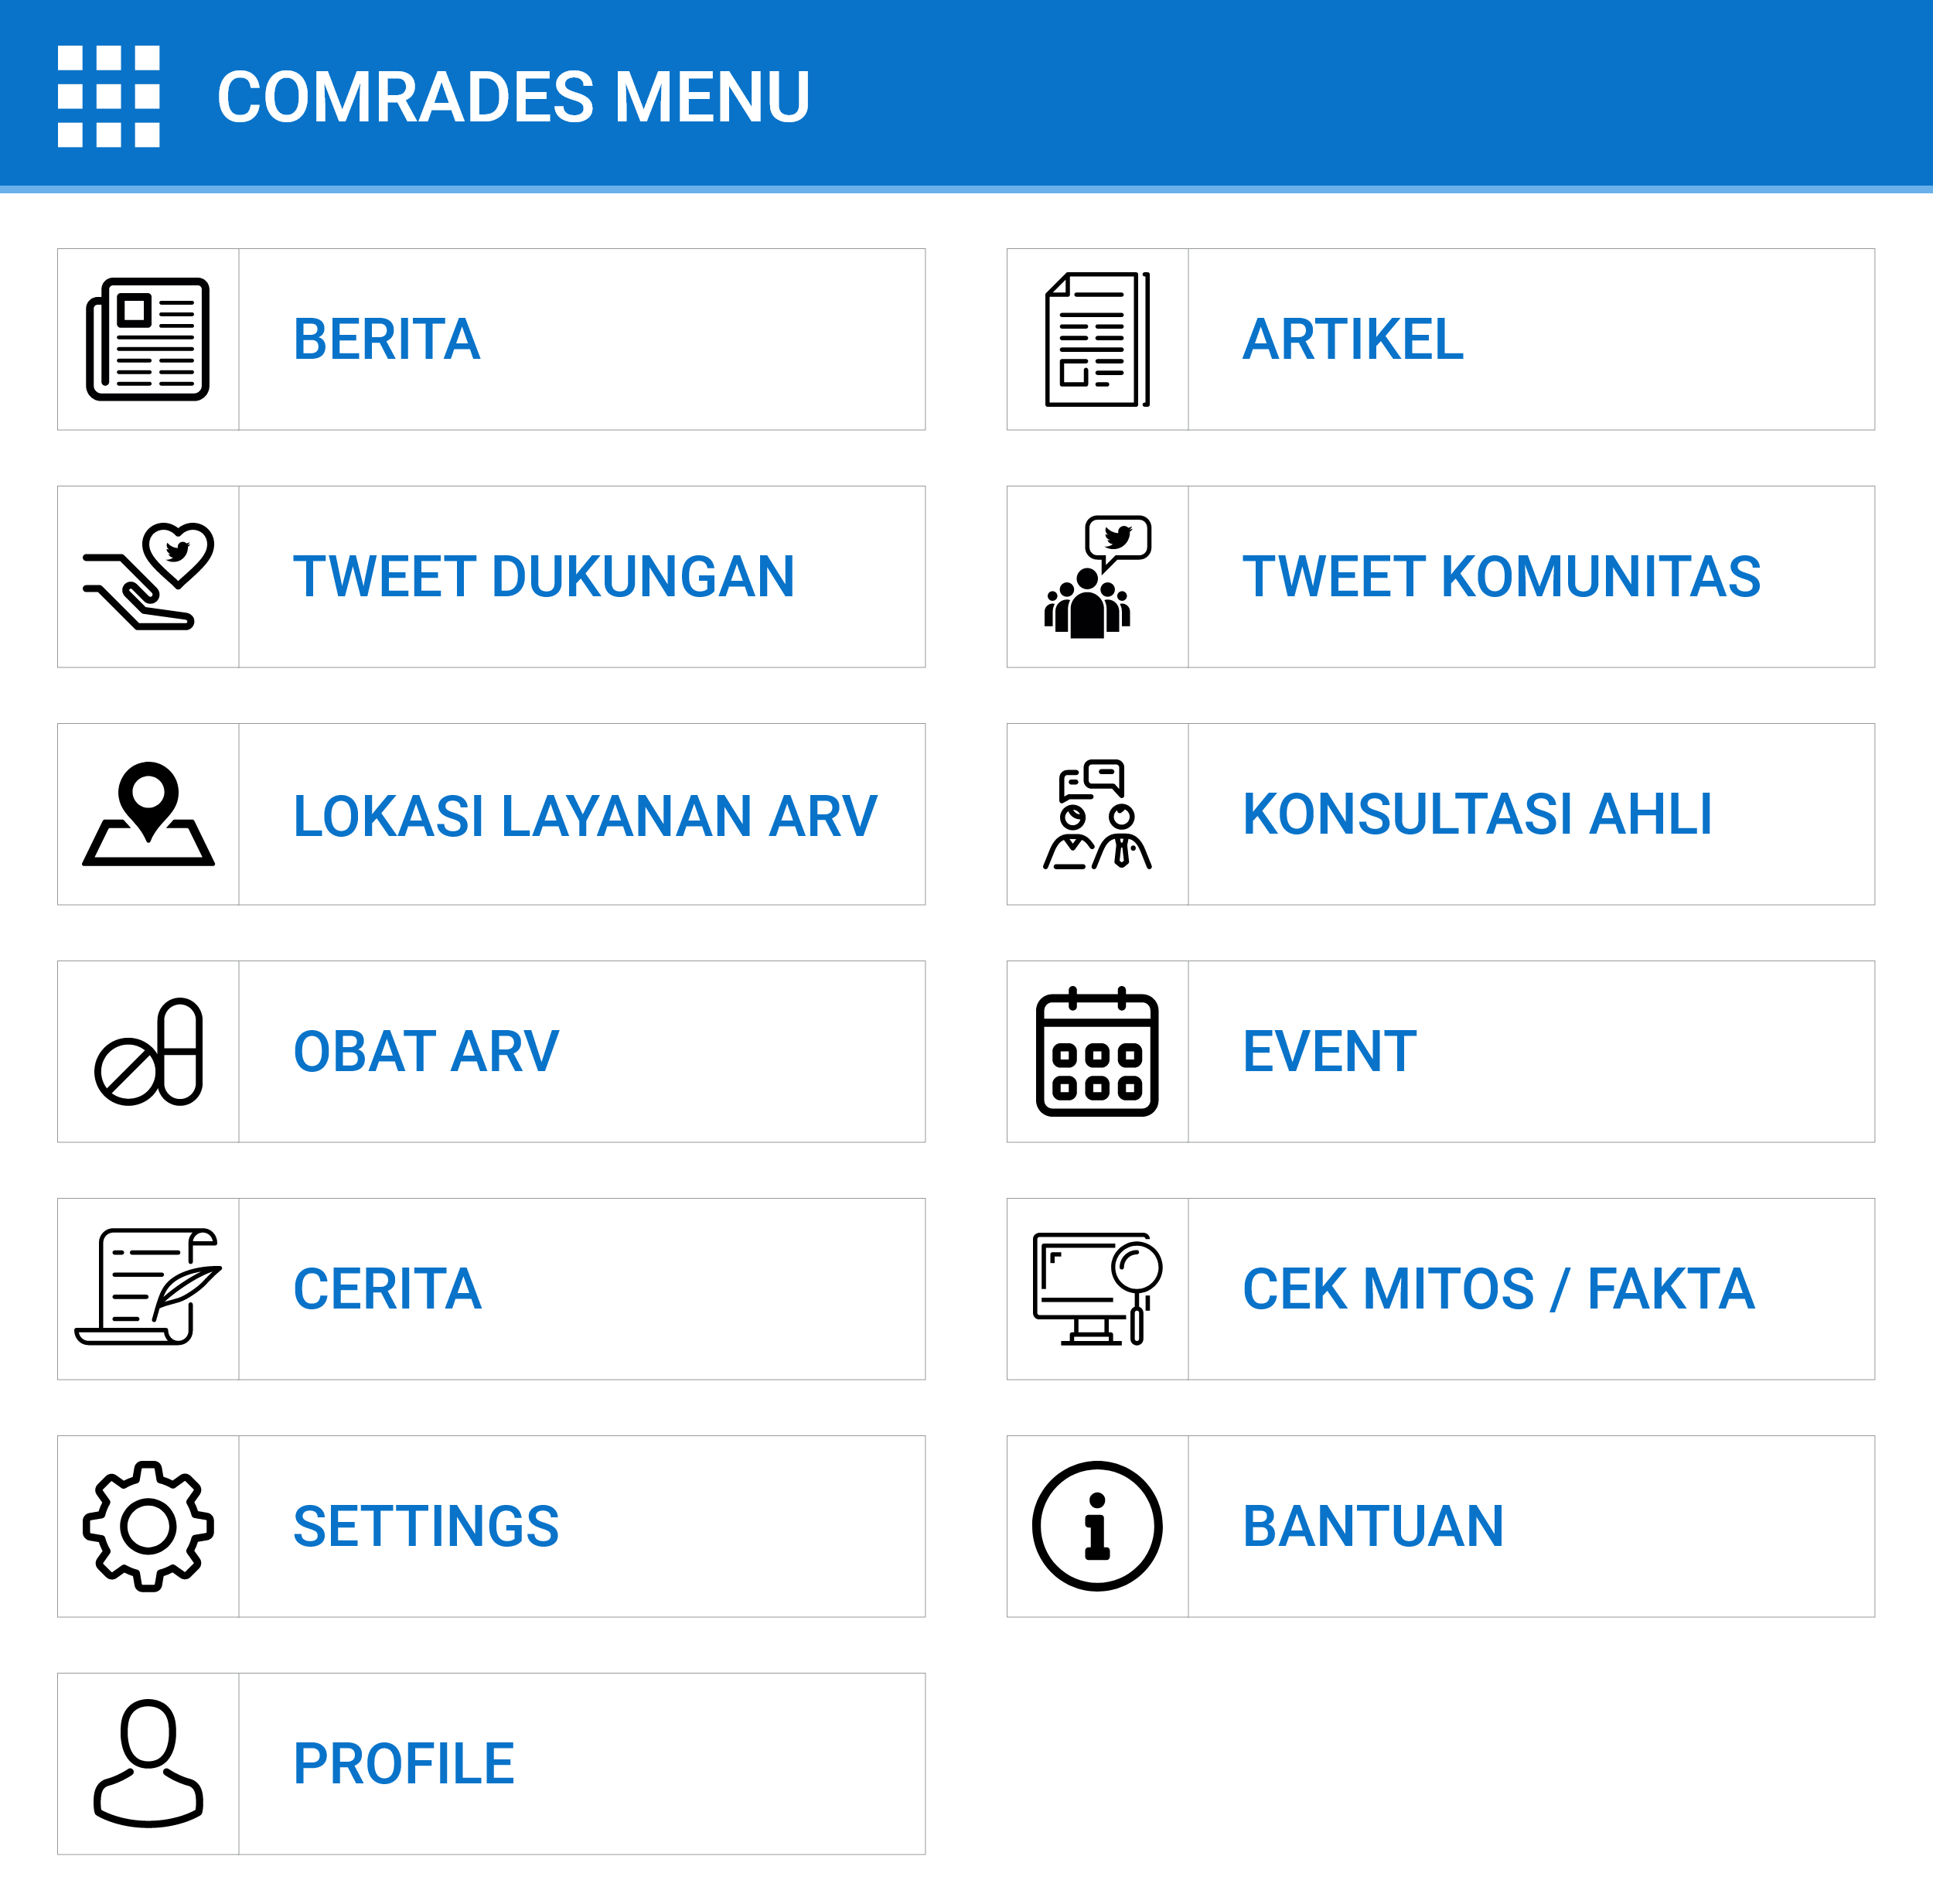 COMRADES MENU
BERITA
ARTIKEL
TWEET DUKUNGAN
TWEET KOMUNITAS
LOKASI LAYANAN ARV
KONSULTASI AHLI
OBAT ARV
EVENT
CERITA
CEK MITOS / FAKTA
SETTINGS
BANTUAN
PROFILE